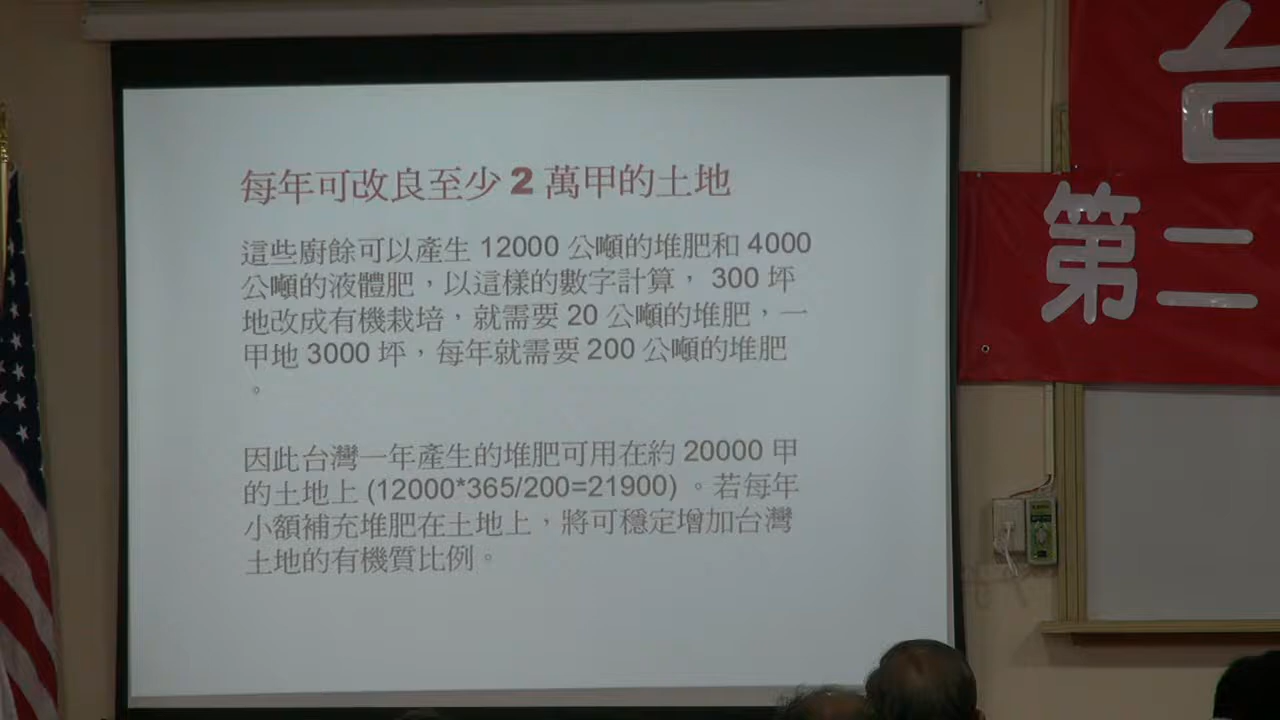 每年可改良至少 2 萬甲的土地
這些廚餘可以產生 12000 公噸的堆肥和 4000
公噸的液體肥，以這樣的數字計算， 300 坪
地改成有機栽培，就需要 20 公噸的堆肥，一
甲地 3000 坪，每年就需要 200 公噸的堆肥
。
因此台灣一年產生的堆肥可用在約 20000 甲
的土地上 (12000*365/200=21900) 。若每年
小額補充堆肥在土地上，將可穩定增加台灣
土地的有機質比例。
台
第二